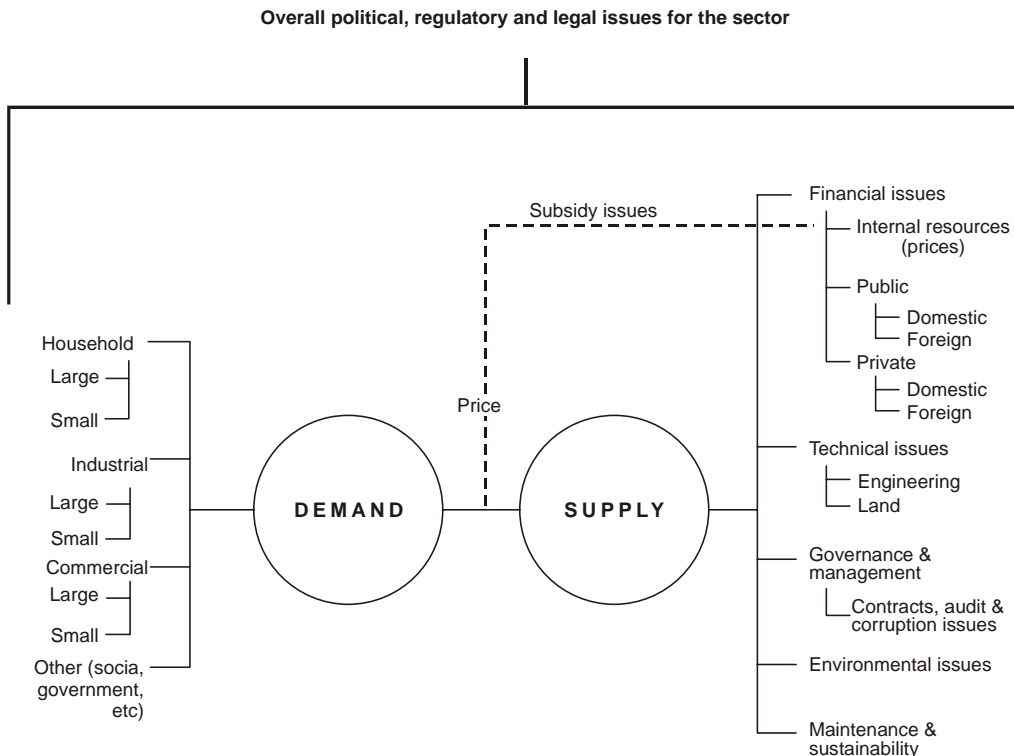 Overall political, regulatory and legal issues for the sector
Subsidy issues
Price
Household
Large
Small
Industrial
Large
Small
Commercial
Large
Small
Other (socia,
government,
etc)
DEMAND
SUPPLY
Financial issues
Internal resources
(prices)
Public
Domestic
Foreign
Private
Domestic
Foreign
Technical issues
Engineering
Land
Governance &
management
Contracts, audit &
corruption issues
Environmental issues
Maintenance &
sustainability